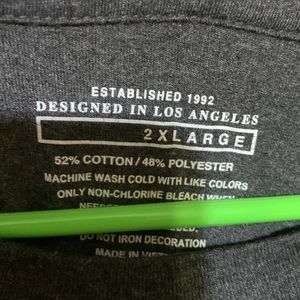 ESTABLISHED 1992
DESIGNED IN LOS ANGELES
2XLARGE
52% COTTON / 48% POLYESTER
MACHINE WASH COLD WITH LIKE COLORS
ONLY NON-CHLORINE BLEACH WHEN
DO NOT IRON DECORATION
MADE IN